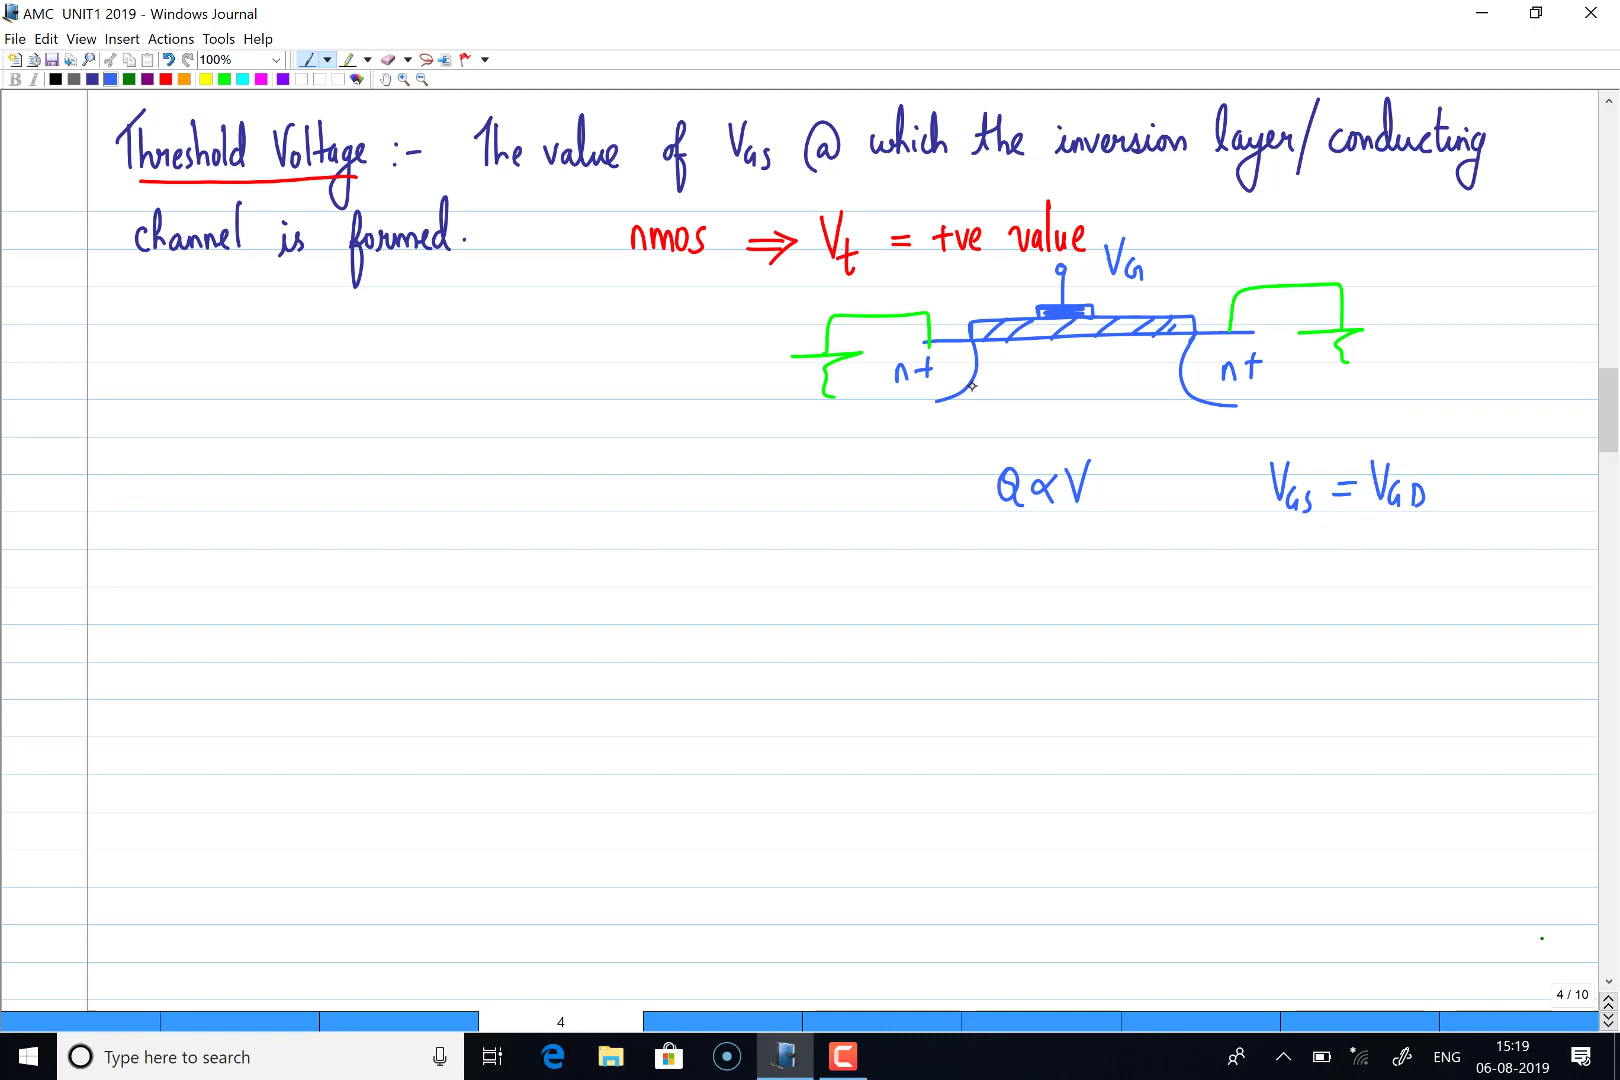 AMC UNIT1 2019 - Windows Journal
File Edit View Insert Actions Tools Help
100%
B I
Threshold Voltage :- The value of VGS @ which the inversion layer/conducting
channel is formed. nmos ⇒ Vt = +ve value
VG
n+ n+
Q ∝ V VGS = VGD
4 / 10
4
Type here to search
ENG
15:19
06-08-2019